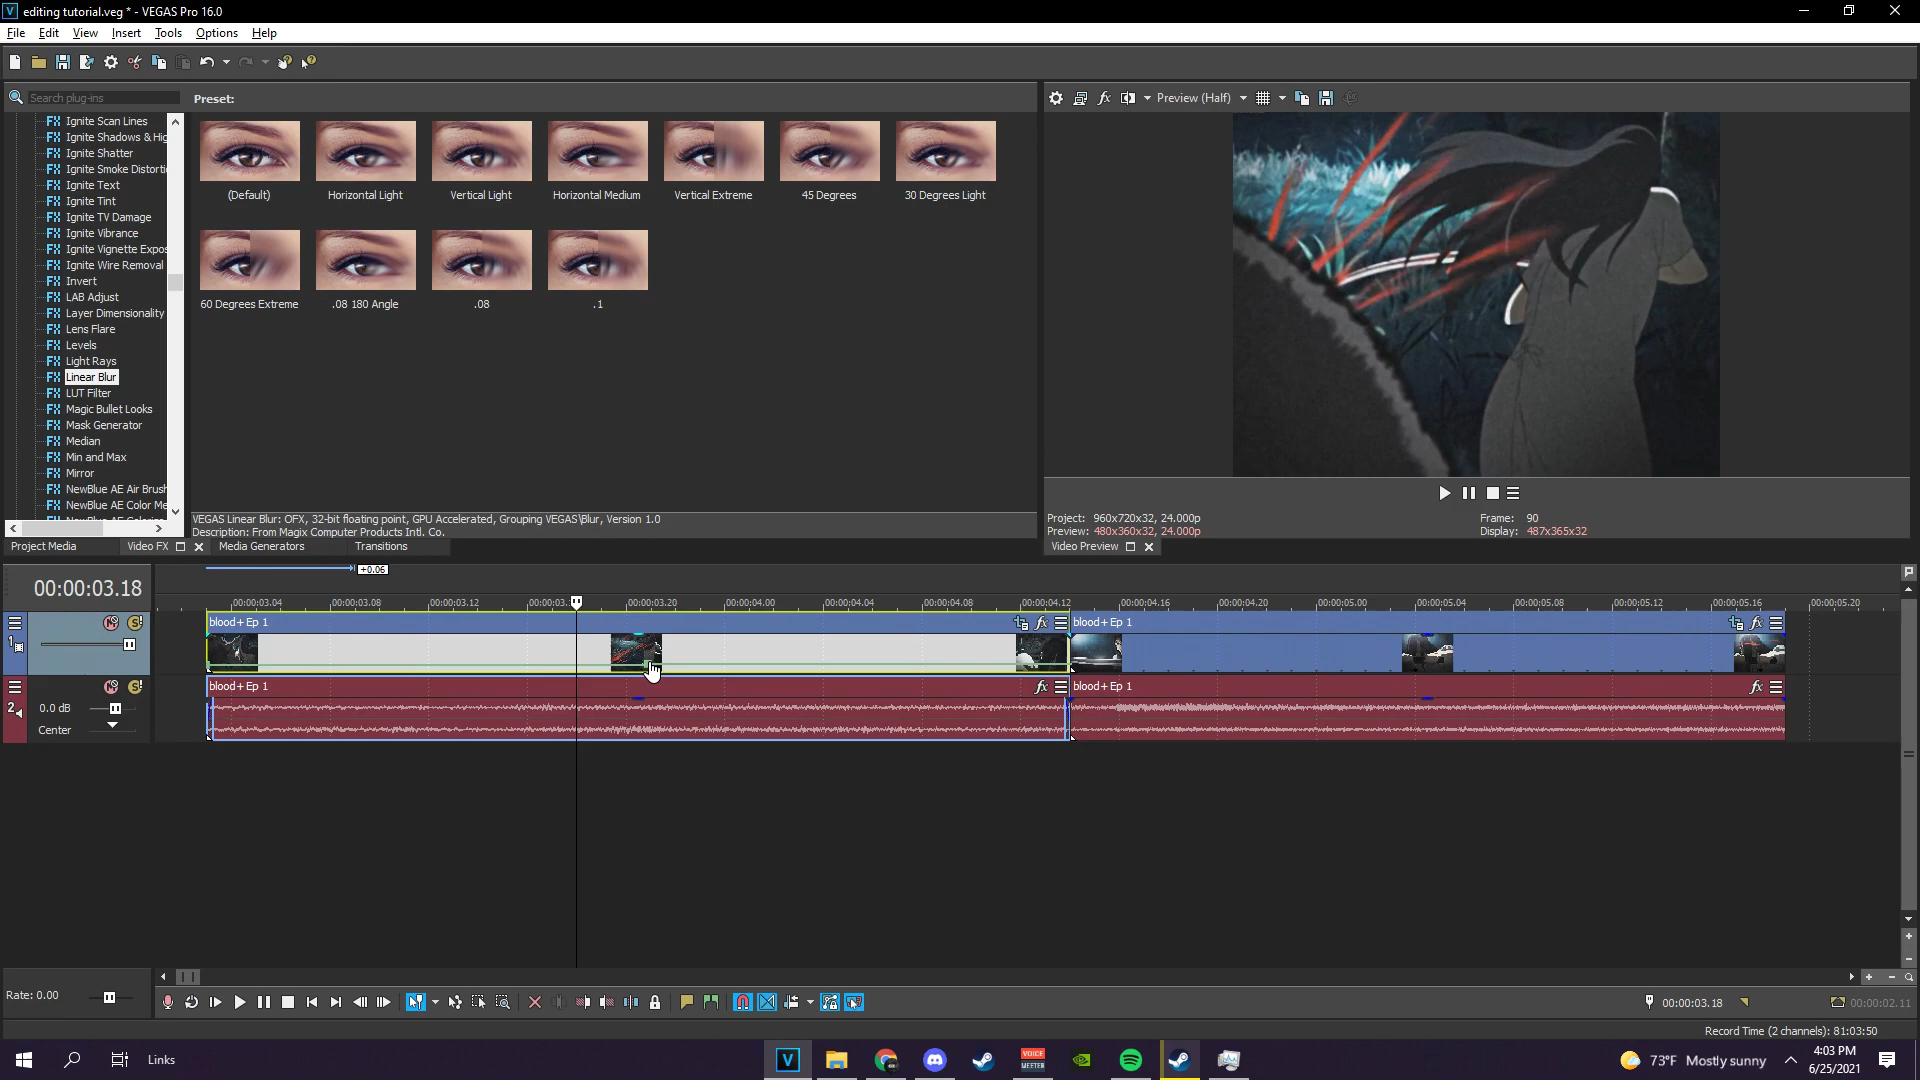 editing tutorial.veg * - VEGAS Pro 16.0
File Edit View Insert Tools Options Help
Search plug-ins
Preset:
Preview (Half)
Ignite Scan Lines
Ignite Shadows & Hig
Ignite Shatter
Ignite Smoke Distorti
Ignite Text
Ignite Tint
Ignite TV Damage
Ignite Vibrance
Ignite Vignette Expos
Ignite Wire Removal
Invert
LAB Adjust
Layer Dimensionality
Lens Flare
Levels
Light Rays
Linear Blur
LUT Filter
Magic Bullet Looks
Mask Generator
Median
Min and Max
Mirror
NewBlue AE Air Brush
NewBlue AE Color Me
(Default) Horizontal Light Vertical Light Horizontal Medium Vertical Extreme 45 Degrees 30 Degrees Light
60 Degrees Extreme .08 180 Angle .08 .1
VEGAS Linear Blur: OFX, 32-bit floating point, GPU Accelerated, Grouping VEGAS\Blur, Version 1.0
Description: From Magix Computer Products Intl. Co.
Project: 960x720x32, 24.000p Frame: 90
Preview: 480x360x32, 24.000p Display: 487x365x32
Project Media Video FX Media Generators Transitions
Video Preview
+0.06
00:00:03.18
00:00:03.04 00:00:03.08 00:00:03.12 00:00:03. 00:00:03.20 00:00:04.00 00:00:04.04 00:00:04.08 00:00:04.12 00:00:04.16 00:00:04.20 00:00:05.00 00:00:05.04 00:00:05.08 00:00:05.12 00:00:05.16 00:00:05.20
1 blood+ Ep 1 fx blood+ Ep 1 fx
2 blood+ Ep 1 fx blood+ Ep 1 fx
0.0 dB
Center
Rate: 0.00
00:00:03.18 00:00:02.11
Record Time (2 channels): 81:03:50
Links
VOICE MEETER
73°F Mostly sunny
4:03 PM
6/25/2021